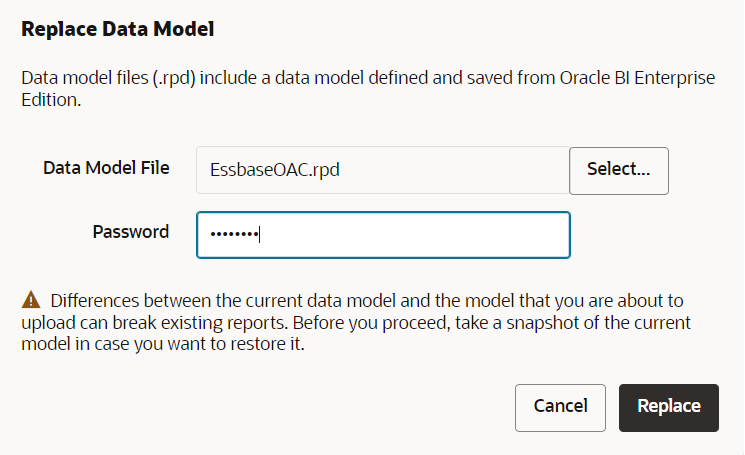 Replace Data Model
Data model files (.rpd) include a data model defined and saved from Oracle BI Enterprise
Edition.
Data Model File EssbaseOAC.rpd Select...
Password ••••••••
Differences between the current data model and the model that you are about to
upload can break existing reports. Before you proceed, take a snapshot of the current
model in case you want to restore it.
Cancel Replace